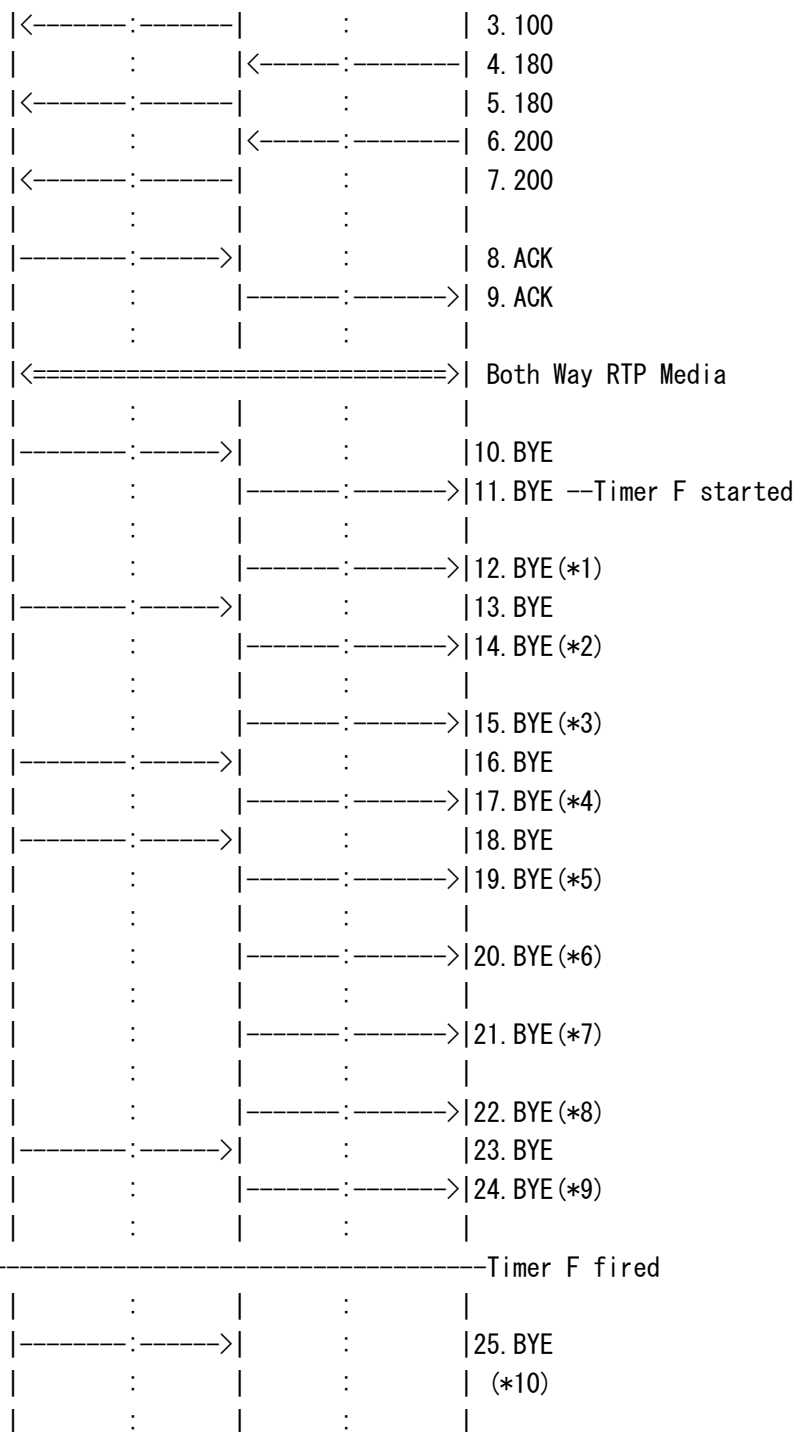 |<-------:-------|       :        | 3.100
|        :       |<------:--------| 4.180
|<-------:-------|       :        | 5.180
|        :       |<------:--------| 6.200
|<-------:-------|       :        | 7.200
|        :       |       :        |
|--------:------>|       :        | 8.ACK
|        :       |-------:------->| 9.ACK
|        :       |       :        |
|<===============================>| Both Way RTP Media
|        :       |       :        |
|--------:------>|       :        |10.BYE
|        :       |-------:------->|11.BYE --Timer F started
|        :       |       :        |
|        :       |-------:------->|12.BYE(*1)
|--------:------>|       :        |13.BYE
|        :       |-------:------->|14.BYE(*2)
|        :       |       :        |
|        :       |-------:------->|15.BYE(*3)
|--------:------>|       :        |16.BYE
|        :       |-------:------->|17.BYE(*4)
|--------:------>|       :        |18.BYE
|        :       |-------:------->|19.BYE(*5)
|        :       |       :        |
|        :       |-------:------->|20.BYE(*6)
|        :       |       :        |
|        :       |-------:------->|21.BYE(*7)
|        :       |       :        |
|        :       |-------:------->|22.BYE(*8)
|--------:------>|       :        |23.BYE
|        :       |-------:------->|24.BYE(*9)
|        :       |       :        |
-----------------------------------Timer F fired
|        :       |       :        |
|--------:------>|       :        |25.BYE
|        :       |       :        | (*10)
|        :       |       :        |